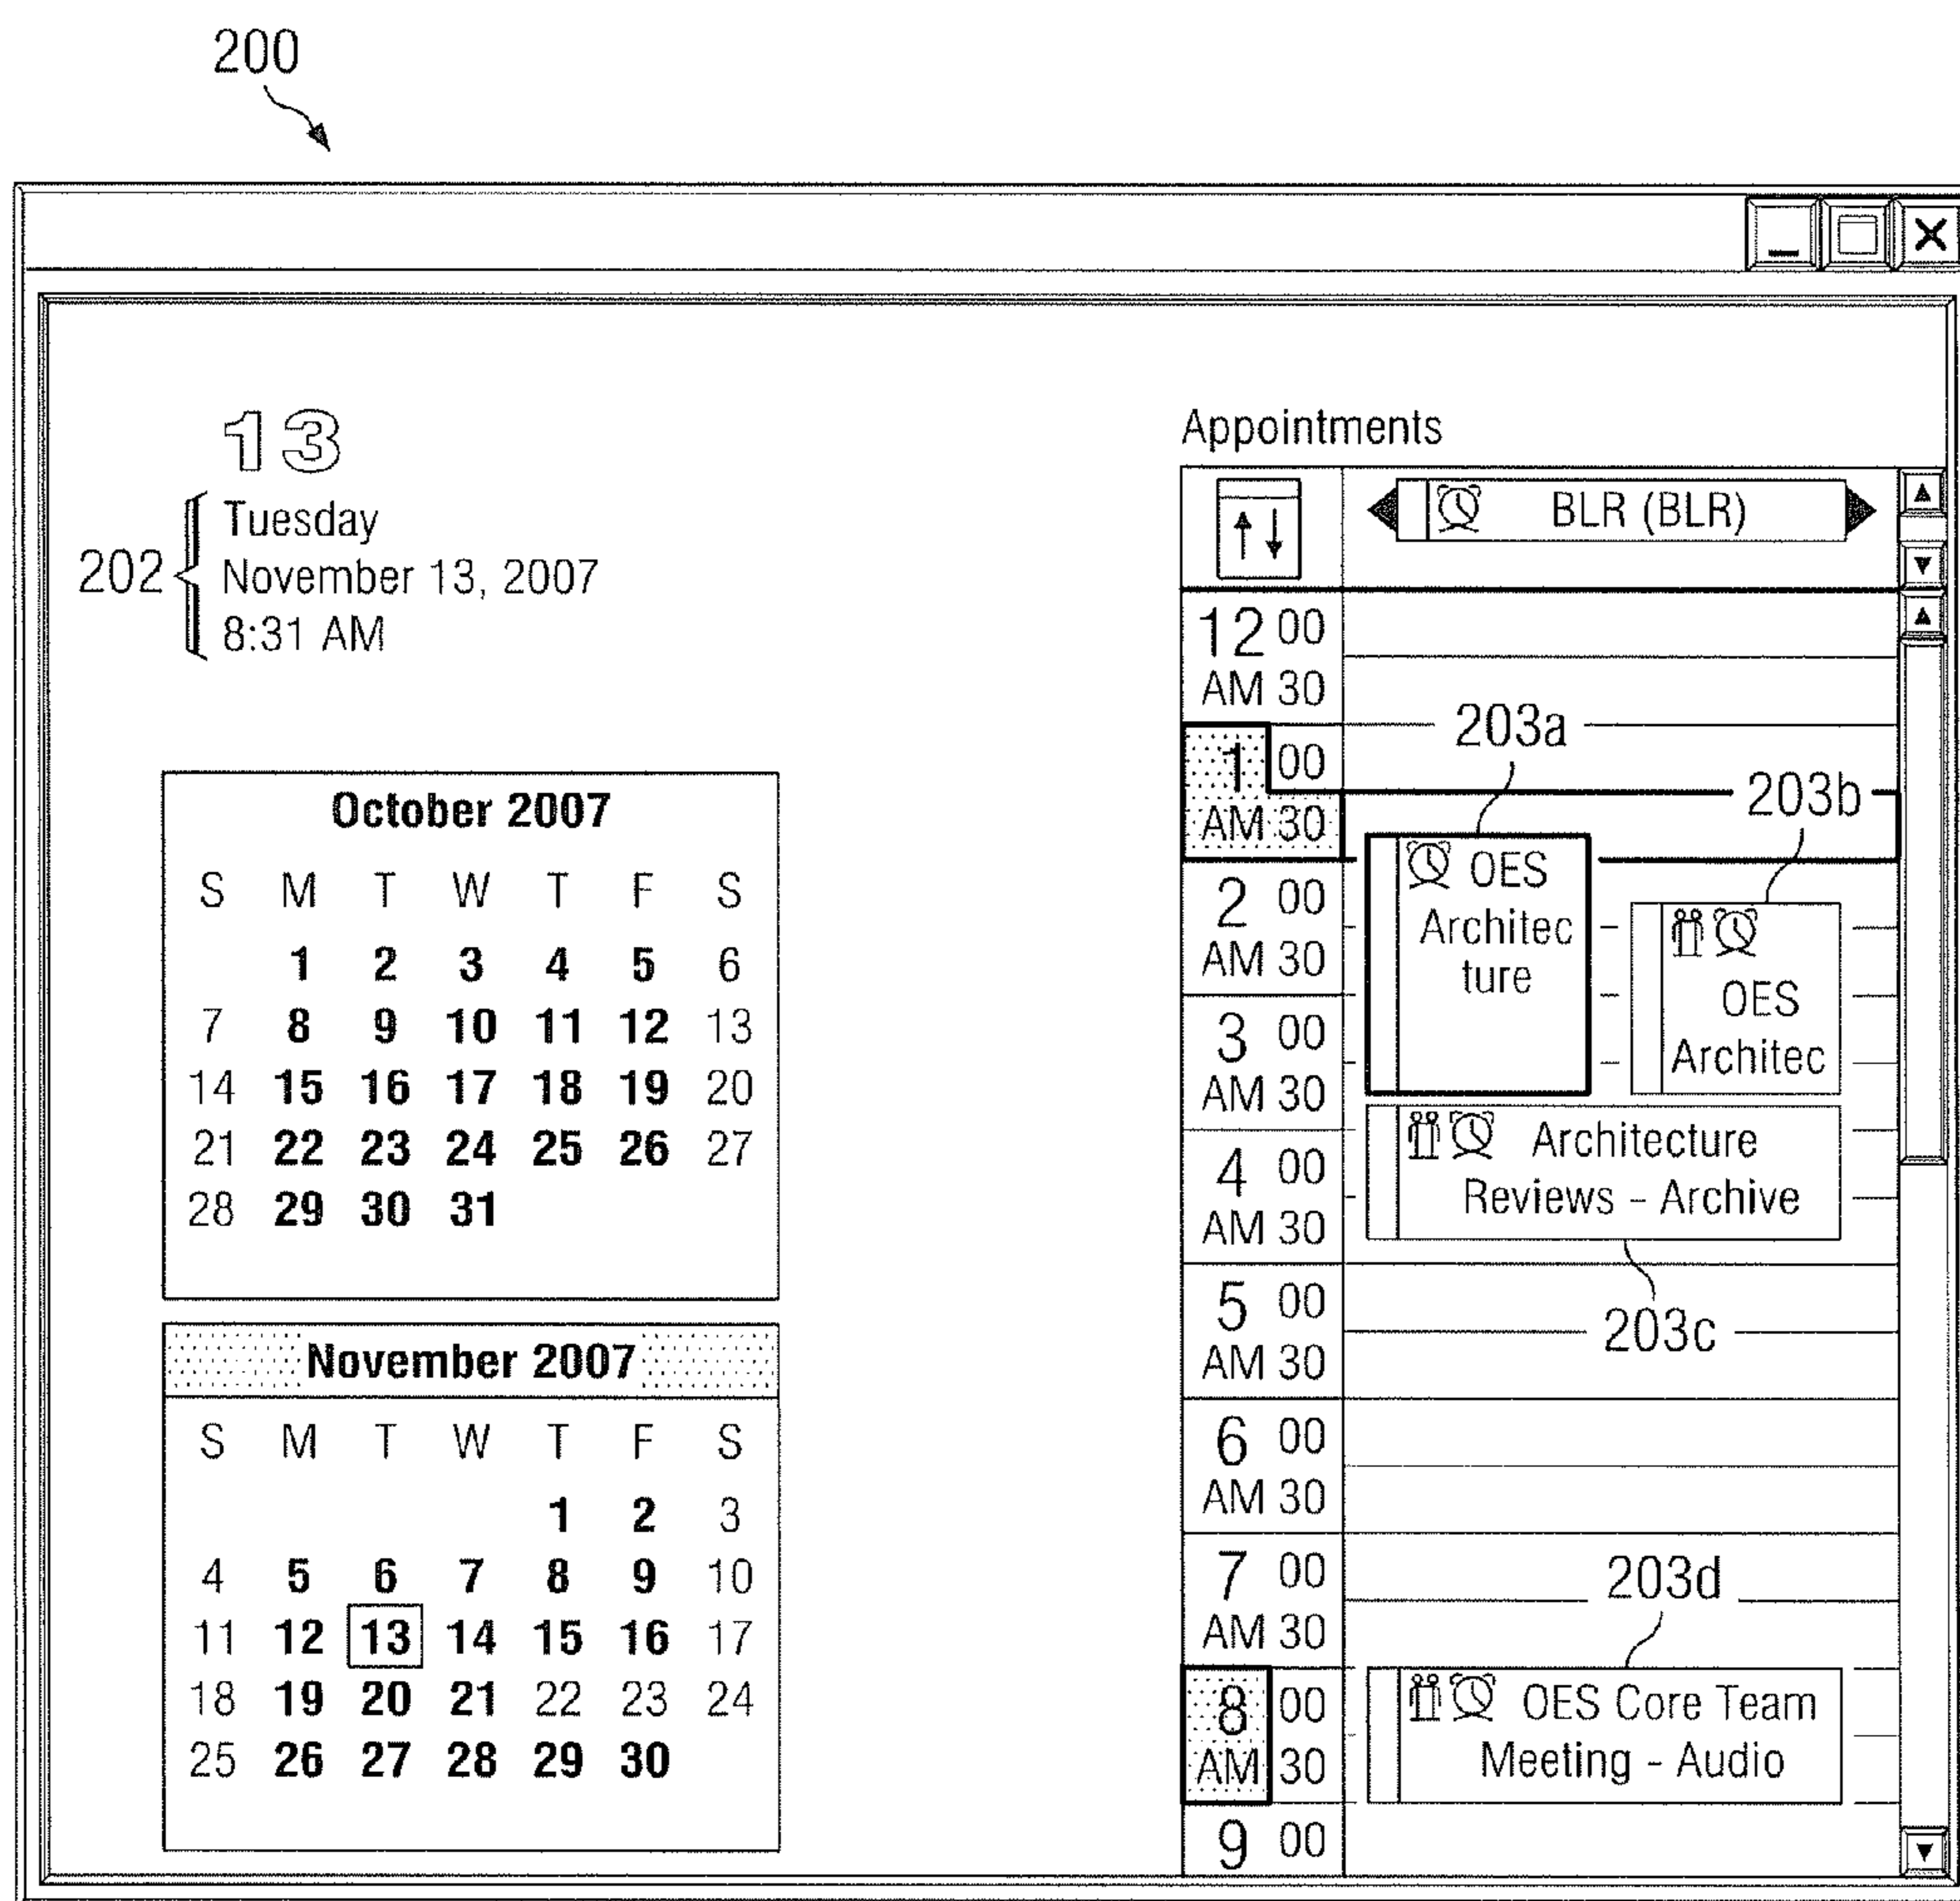 200
13
202
Tuesday
November 13, 2007
8:31 AM
October 2007
S M T W T F S
1 2 3 4 5 6
7 8 9 10 11 12 13
14 15 16 17 18 19 20
21 22 23 24 25 26 27
28 29 30 31
November 2007
S M T W T F S
1 2 3
4 5 6 7 8 9 10
11 12 13 14 15 16 17
18 19 20 21 22 23 24
25 26 27 28 29 30
Appointments
BLR (BLR)
12 00
AM 30
203a
1 00
203b
AM 30
OES
Architec
ture
2 00
AM 30
OES
Architec
3 00
AM 30
Architecture
Reviews - Archive
4 00
AM 30
203c
5 00
AM 30
6 00
AM 30
7 00
AM 30
203d
8 00
AM 30
OES Core Team
Meeting - Audio
9 00